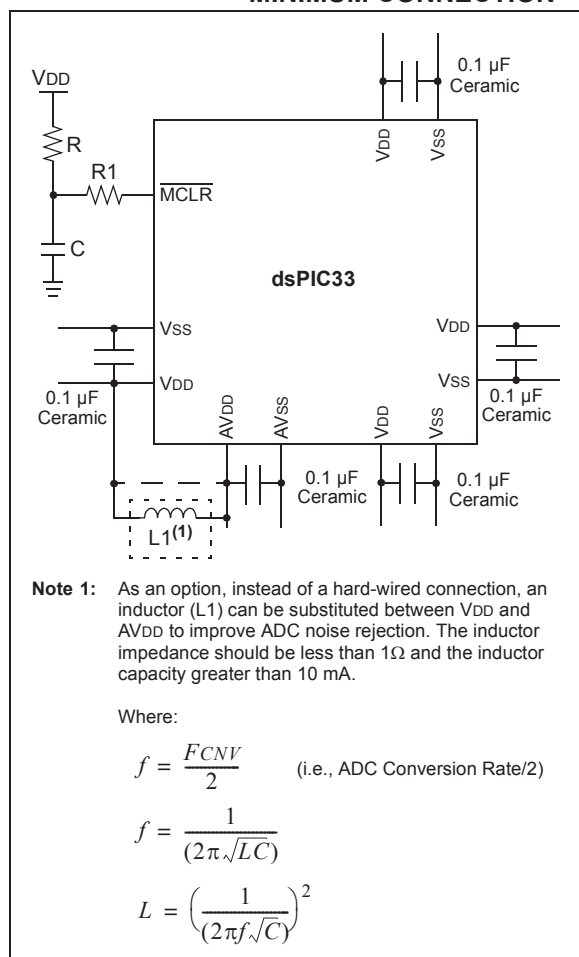 MINIMUM CONNECTION
0.1 µF
Ceramic
VDD
R
R1
C
MCLR
VDD
VSS
dsPIC33
VSS
VDD
VDD
VSS
AVDD
AVSS
VDD
VSS
0.1 µF
Ceramic
0.1 µF
Ceramic
0.1 µF
Ceramic
0.1 µF
Ceramic
L1(1)
Note 1: As an option, instead of a hard-wired connection, an
inductor (L1) can be substituted between VDD and
AVDD to improve ADC noise rejection. The inductor
impedance should be less than 1Ω and the inductor
capacity greater than 10 mA.
Where:
f = FCNV / 2 (i.e., ADC Conversion Rate/2)
f = 1 / (2π√LC)
L = (1 / (2πf√C))²